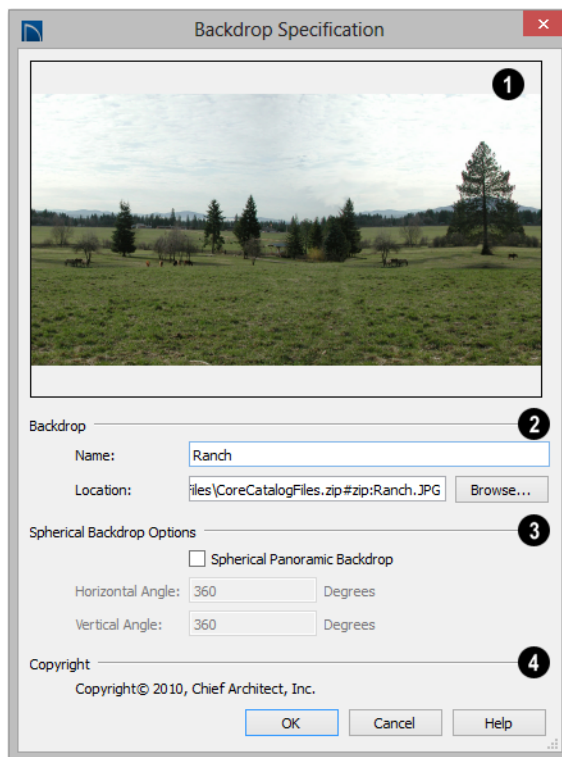 Backdrop Specification
1
Backdrop 2
Name: Ranch
Location: iles\CoreCatalogFiles.zip#zip:Ranch.JPG Browse...
Spherical Backdrop Options 3
Spherical Panoramic Backdrop
Horizontal Angle: 360 Degrees
Vertical Angle: 360 Degrees
Copyright 4
Copyright© 2010, Chief Architect, Inc.
OK Cancel Help